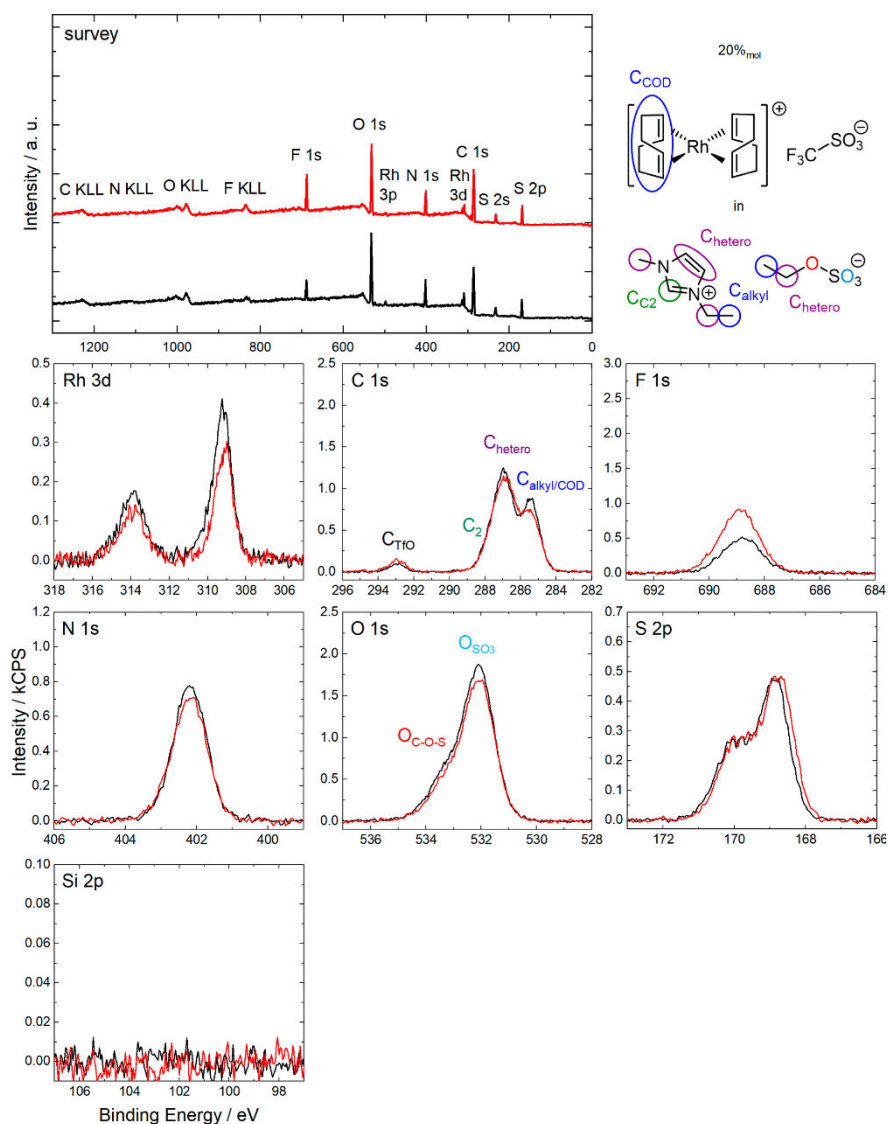 survey
Intensity / a. u.
C KLL N KLL O KLL F KLL F 1s O 1s Rh 3p N 1s Rh 3d C 1s S 2s S 2p
1200 1000 800 600 400 200 0
20%mol
CCOD
Rh
⊕
F3C SO3 ⊖
in
Chetero
N
N
+
CC2
Calkyl
O
S
O3 ⊖
Chetero
Rh 3d
0.5
0.4
0.3
0.2
0.1
0.0
318 316 314 312 310 308 306
C 1s
2.5
2.0
1.5
1.0
0.5
0.0
Chetero
Calkyl/COD
C2
CTfO
296 294 292 290 288 286 284 282
F 1s
3.0
2.5
2.0
1.5
1.0
0.5
0.0
692 690 688 686 684
Intensity / kCPS
N 1s
1.2
1.0
0.8
0.6
0.4
0.2
0.0
406 404 402 400
O 1s
2.5
2.0
1.5
1.0
0.5
0.0
OSO3
OC-O-S
536 534 532 530 528
S 2p
0.7
0.6
0.5
0.4
0.3
0.2
0.1
0.0
172 170 168 166
Si 2p
0.10
0.08
0.06
0.04
0.02
0.00
106 104 102 100 98
Binding Energy / eV